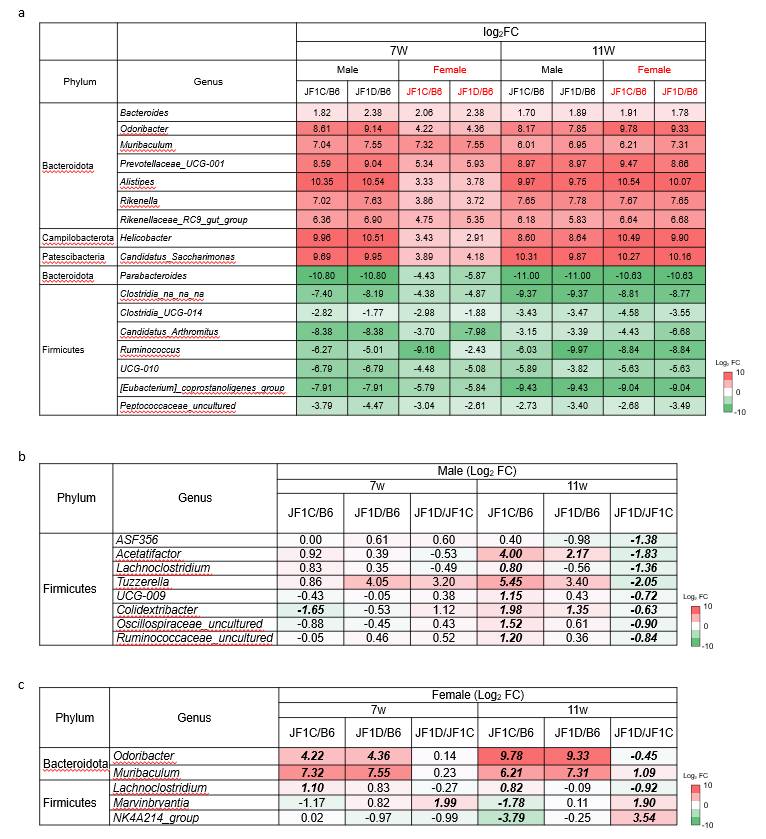 a
log₂FC
7W 11W
Phylum Genus Male Female Male Female
JF1C/B6 JF1D/B6 JF1C/B6 JF1D/B6 JF1C/B6 JF1D/B6 JF1C/B6 JF1D/B6
Bacteroidota
Bacteroides 1.82 2.38 2.06 2.38 1.70 1.89 1.91 1.78
Odoribacter 8.61 9.14 4.22 4.36 8.17 7.85 9.78 9.33
Muribaculum 7.04 7.55 7.32 7.55 6.01 6.95 6.21 7.31
Prevotellaceae_UCG-001 8.59 9.04 5.34 5.93 8.97 8.97 9.47 8.66
Alistipes 10.35 10.54 3.33 3.78 9.97 9.75 10.54 10.07
Rikenella 7.02 7.63 3.86 3.72 7.65 7.78 7.67 7.65
Rikenellaceae_RC9_gut_group 6.36 6.90 4.75 5.35 6.18 5.83 6.64 6.68
Campilobacterota Helicobacter 9.96 10.51 3.43 2.91 8.60 8.64 10.49 9.90
Patescibacteria Candidatus_Saccharimonas 9.69 9.95 3.89 4.18 10.31 9.87 10.27 10.16
Bacteroidota Parabacteroides -10.80 -10.80 -4.43 -5.87 -11.00 -11.00 -10.63 -10.63
Firmicutes
Clostridia_na_na_na -7.40 -8.19 -4.38 -4.87 -9.37 -9.37 -8.81 -8.77
Clostridia_UCG-014 -2.82 -1.77 -2.98 -1.88 -3.43 -3.47 -4.58 -3.55
Candidatus_Arthromitus -8.38 -8.38 -3.70 -7.98 -3.15 -3.39 -4.43 -6.68
Ruminococcus -6.27 -5.01 -9.16 -2.43 -6.03 -9.97 -8.84 -8.84
UCG-010 -6.79 -6.79 -4.48 -5.08 -5.89 -3.82 -5.63 -5.63
[Eubacterium]_coprostanoligenes_group -7.91 -7.91 -5.79 -5.84 -9.43 -9.43 -9.04 -9.04
Peptococcaceae_uncultured -3.79 -4.47 -3.04 -2.61 -2.73 -3.40 -2.68 -3.49
Log₂ FC
10
0
-10
b
Male (Log₂ FC)
Phylum Genus 7w 11w
JF1C/B6 JF1D/B6 JF1D/JF1C JF1C/B6 JF1D/B6 JF1D/JF1C
Firmicutes
ASF356 0.00 0.61 0.60 0.40 -0.98 -1.38
Acetatifactor 0.92 0.39 -0.53 4.00 2.17 -1.83
Lachnoclostridium 0.83 0.35 -0.49 0.80 -0.56 -1.36
Tuzzerella 0.86 4.05 3.20 5.45 3.40 -2.05
UCG-009 -0.43 -0.05 0.38 1.15 0.43 -0.72
Colidextribacter -1.65 -0.53 1.12 1.98 1.35 -0.63
Oscillospiraceae_uncultured -0.88 -0.45 0.43 1.52 0.61 -0.90
Ruminococcaceae_uncultured -0.05 0.46 0.52 1.20 0.36 -0.84
Log₂ FC
10
0
-10
c
Female (Log₂ FC)
Phylum Genus 7w 11w
JF1C/B6 JF1D/B6 JF1D/JF1C JF1C/B6 JF1D/B6 JF1D/JF1C
Bacteroidota
Odoribacter 4.22 4.36 0.14 9.78 9.33 -0.45
Muribaculum 7.32 7.55 0.23 6.21 7.31 1.09
Firmicutes
Lachnoclostridium 1.10 0.83 -0.27 0.82 -0.09 -0.92
Marvinbryantia -1.17 0.82 1.99 -1.78 0.11 1.90
NK4A214_group 0.02 -0.97 -0.99 -3.79 -0.25 3.54
Log₂ FC
10
0
-10